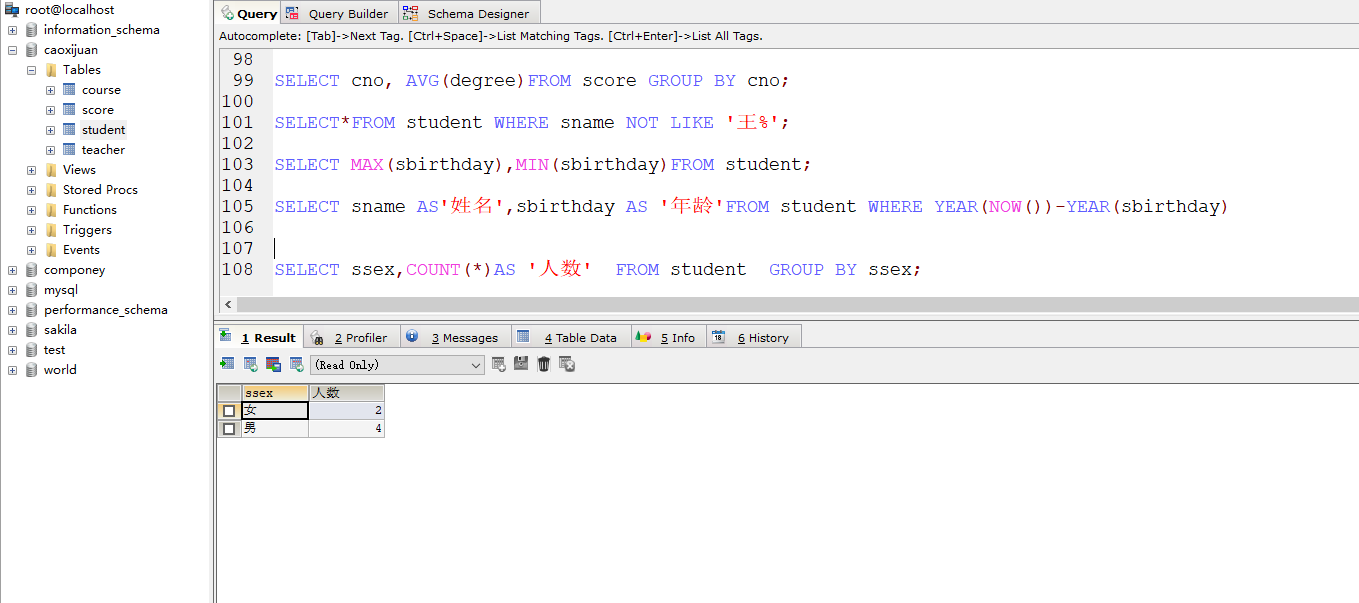 root@localhost
information_schema
caoxijuan
Tables
course
score
student
teacher
Views
Stored Procs
Functions
Triggers
Events
componey
mysql
performance_schema
sakila
test
world
Query Query Builder Schema Designer
Autocomplete: [Tab]->Next Tag. [Ctrl+Space]->List Matching Tags. [Ctrl+Enter]->List All Tags.
98
99 SELECT cno, AVG(degree)FROM score GROUP BY cno;
100
101 SELECT*FROM student WHERE sname NOT LIKE '王%';
102
103 SELECT MAX(sbirthday),MIN(sbirthday)FROM student;
104
105 SELECT sname AS'姓名',sbirthday AS '年龄'FROM student WHERE YEAR(NOW())-YEAR(sbirthday)
106
107
108 SELECT ssex,COUNT(*)AS '人数' FROM student GROUP BY ssex;
1 Result 2 Profiler 3 Messages 4 Table Data 5 Info 6 History
(Read Only)
ssex 人数
女 2
男 4